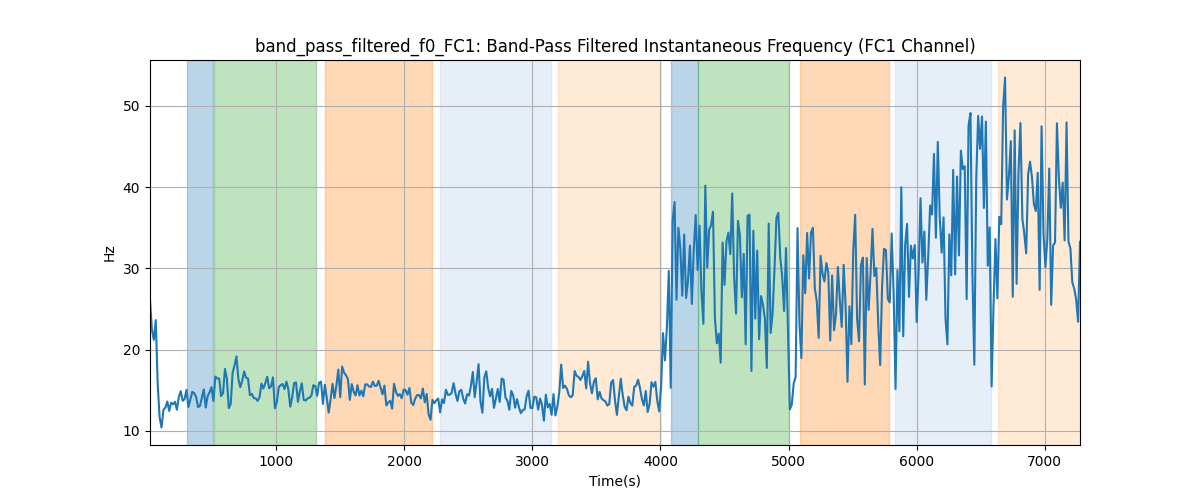 band_pass_filtered_f0_FC1: Band-Pass Filtered Instantaneous Frequency (FC1 Channel)
50
40
30
20
10
Hz
1000 2000 3000 4000 5000 6000 7000
Time(s)